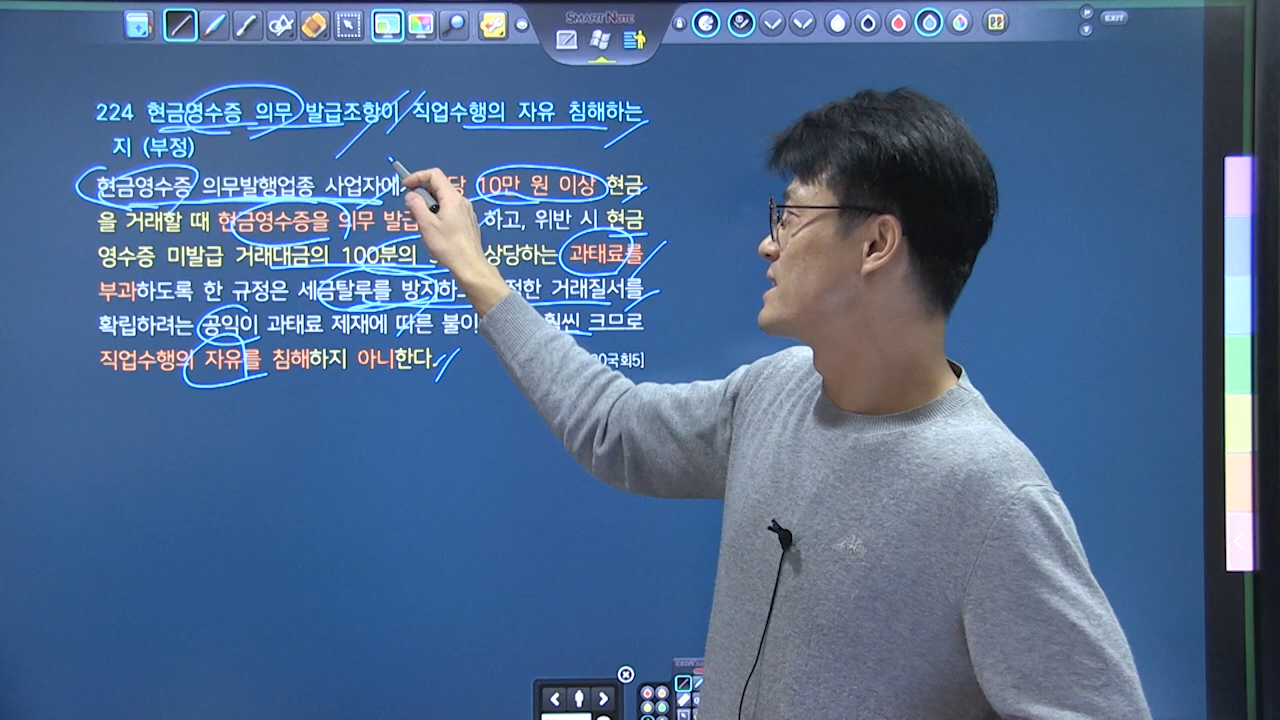 SMART NOTE
EXIT
224 현금영수증 의무 발급조항이 직업수행의 자유 침해하는
지 (부정)
현금영수증 의무발행업종 사업자에 당 10만 원 이상 현금
을 거래할 때 현금영수증을 의무 발급 하고, 위반 시 현금
영수증 미발급 거래대금의 100분의 상당하는 과태료를
부과하도록 한 규정은 세금탈루를 방지하고 전한 거래질서를
확립하려는 공익이 과태료 제재에 따른 불이 훨씬 크므로
직업수행의 자유를 침해하지 아니한다. 20국회5]